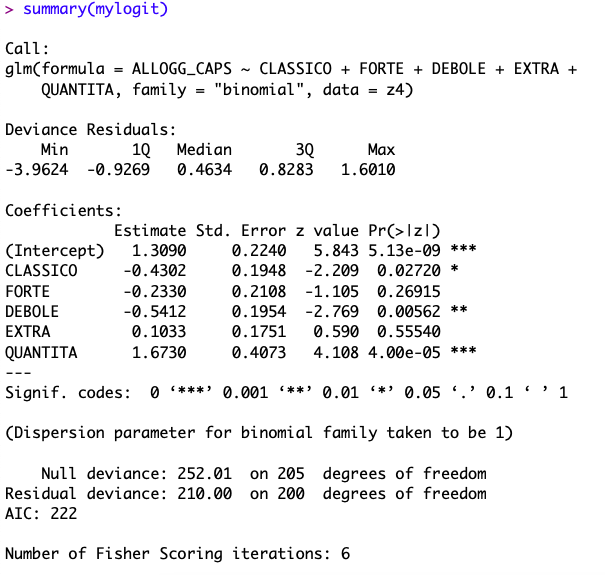 > summary(mylogit)
Call:
glm(formula = ALLOGG_CAPS ~ CLASSICO + FORTE + DEBOLE + EXTRA +
    QUANTITA, family = "binomial", data = z4)
Deviance Residuals:
    Min       1Q   Median       3Q      Max
-3.9624  -0.9269   0.4634   0.8283   1.6010
Coefficients:
            Estimate Std. Error z value Pr(>|z|)
(Intercept)   1.3090     0.2240   5.843 5.13e-09 ***
CLASSICO     -0.4302     0.1948  -2.209  0.02720 *
FORTE        -0.2330     0.2108  -1.105  0.26915
DEBOLE       -0.5412     0.1954  -2.769  0.00562 **
EXTRA         0.1033     0.1751   0.590  0.55540
QUANTITA      1.6730     0.4073   4.108 4.00e-05 ***
---
Signif. codes:  0 ‘***’ 0.001 ‘**’ 0.01 ‘*’ 0.05 ‘.’ 0.1 ‘ ’ 1
(Dispersion parameter for binomial family taken to be 1)
    Null deviance: 252.01  on 205  degrees of freedom
Residual deviance: 210.00  on 200  degrees of freedom
AIC: 222
Number of Fisher Scoring iterations: 6